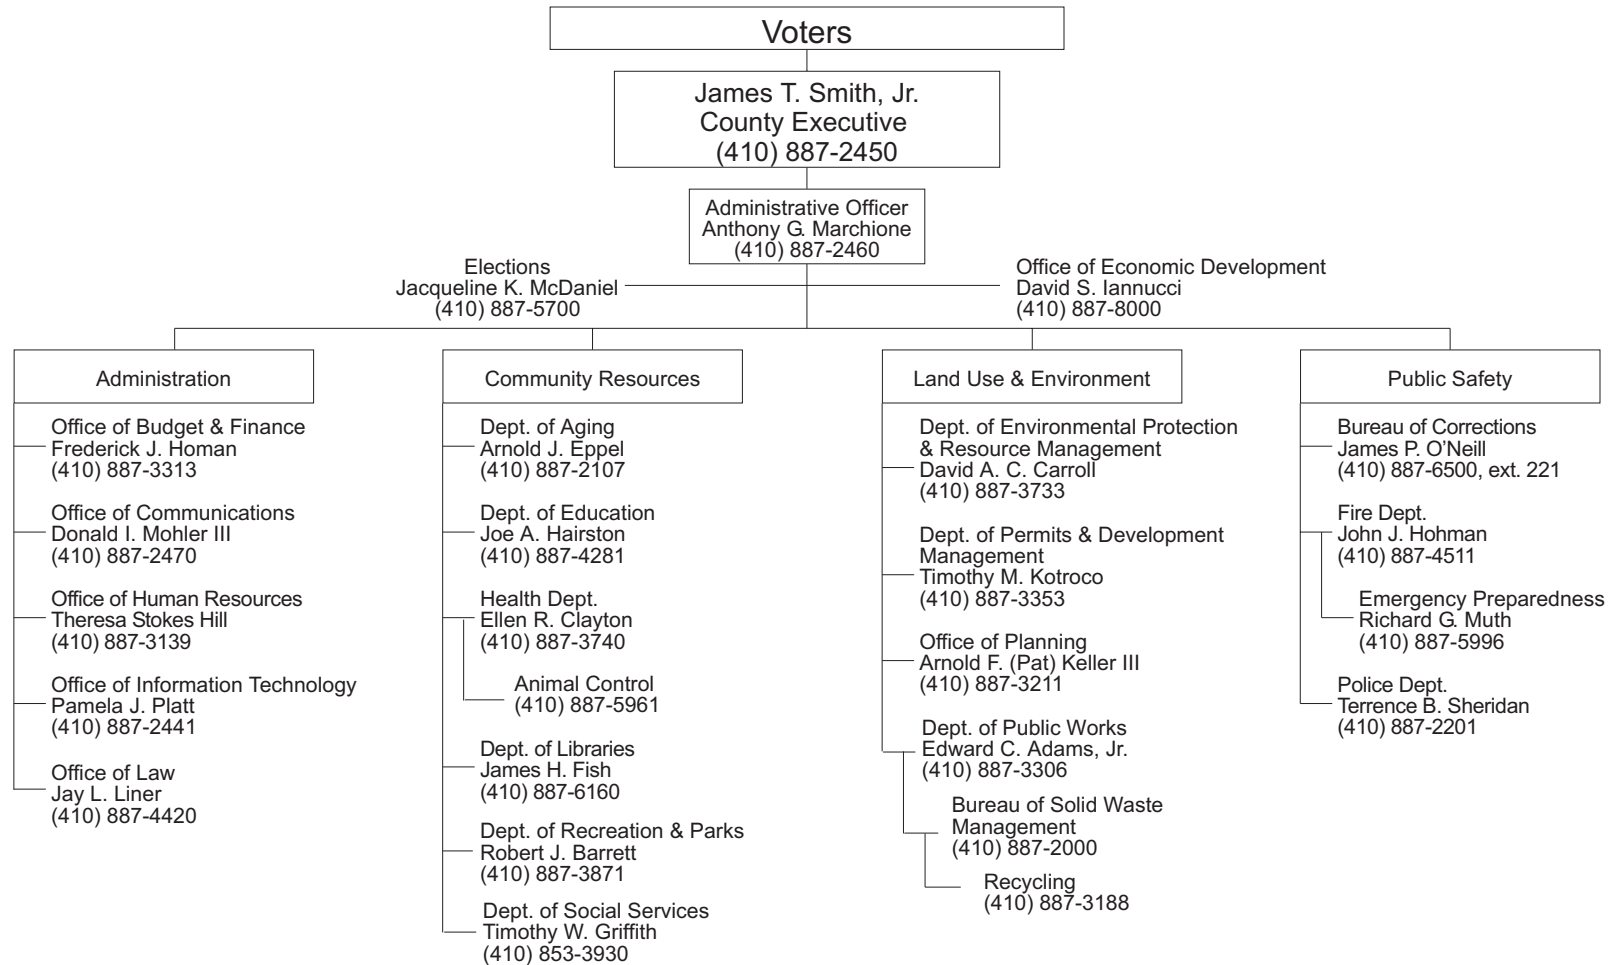 Voters
James T. Smith, Jr.
County Executive
(410) 887-2450
Administrative Officer
Anthony G. Marchione
(410) 887-2460
Elections
Jacqueline K. McDaniel
(410) 887-5700
Office of Economic Development
David S. Iannucci
(410) 887-8000
Administration
Office of Budget & Finance
Frederick J. Homan
(410) 887-3313
Office of Communications
Donald I. Mohler III
(410) 887-2470
Office of Human Resources
Theresa Stokes Hill
(410) 887-3139
Office of Information Technology
Pamela J. Platt
(410) 887-2441
Office of Law
Jay L. Liner
(410) 887-4420
Community Resources
Dept. of Aging
Arnold J. Eppel
(410) 887-2107
Dept. of Education
Joe A. Hairston
(410) 887-4281
Health Dept.
Ellen R. Clayton
(410) 887-3740
Animal Control
(410) 887-5961
Dept. of Libraries
James H. Fish
(410) 887-6160
Dept. of Recreation & Parks
Robert J. Barrett
(410) 887-3871
Dept. of Social Services
Timothy W. Griffith
(410) 853-3930
Land Use & Environment
Dept. of Environmental Protection
& Resource Management
David A. C. Carroll
(410) 887-3733
Dept. of Permits & Development
Management
Timothy M. Kotroco
(410) 887-3353
Office of Planning
Arnold F. (Pat) Keller III
(410) 887-3211
Dept. of Public Works
Edward C. Adams, Jr.
(410) 887-3306
Bureau of Solid Waste
Management
(410) 887-2000
Recycling
(410) 887-3188
Public Safety
Bureau of Corrections
James P. O’Neill
(410) 887-6500, ext. 221
Fire Dept.
John J. Hohman
(410) 887-4511
Emergency Preparedness
Richard G. Muth
(410) 887-5996
Police Dept.
Terrence B. Sheridan
(410) 887-2201